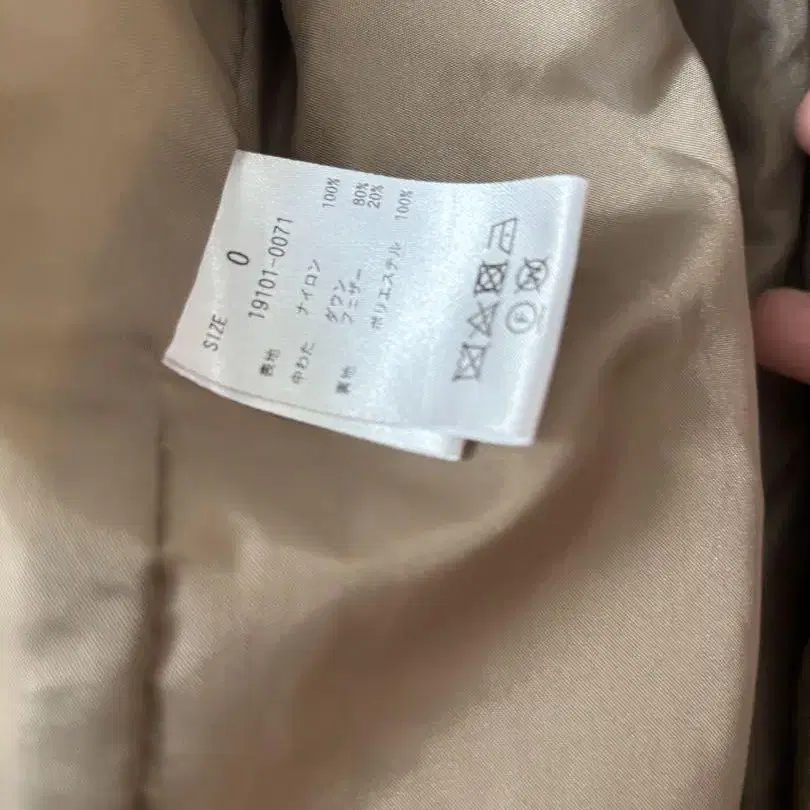 SIZE 0
19101-0071
表地 ナイロン 100%
中わた ダウン 80%
フェザー 20%
裏地 ポリエステル 100%